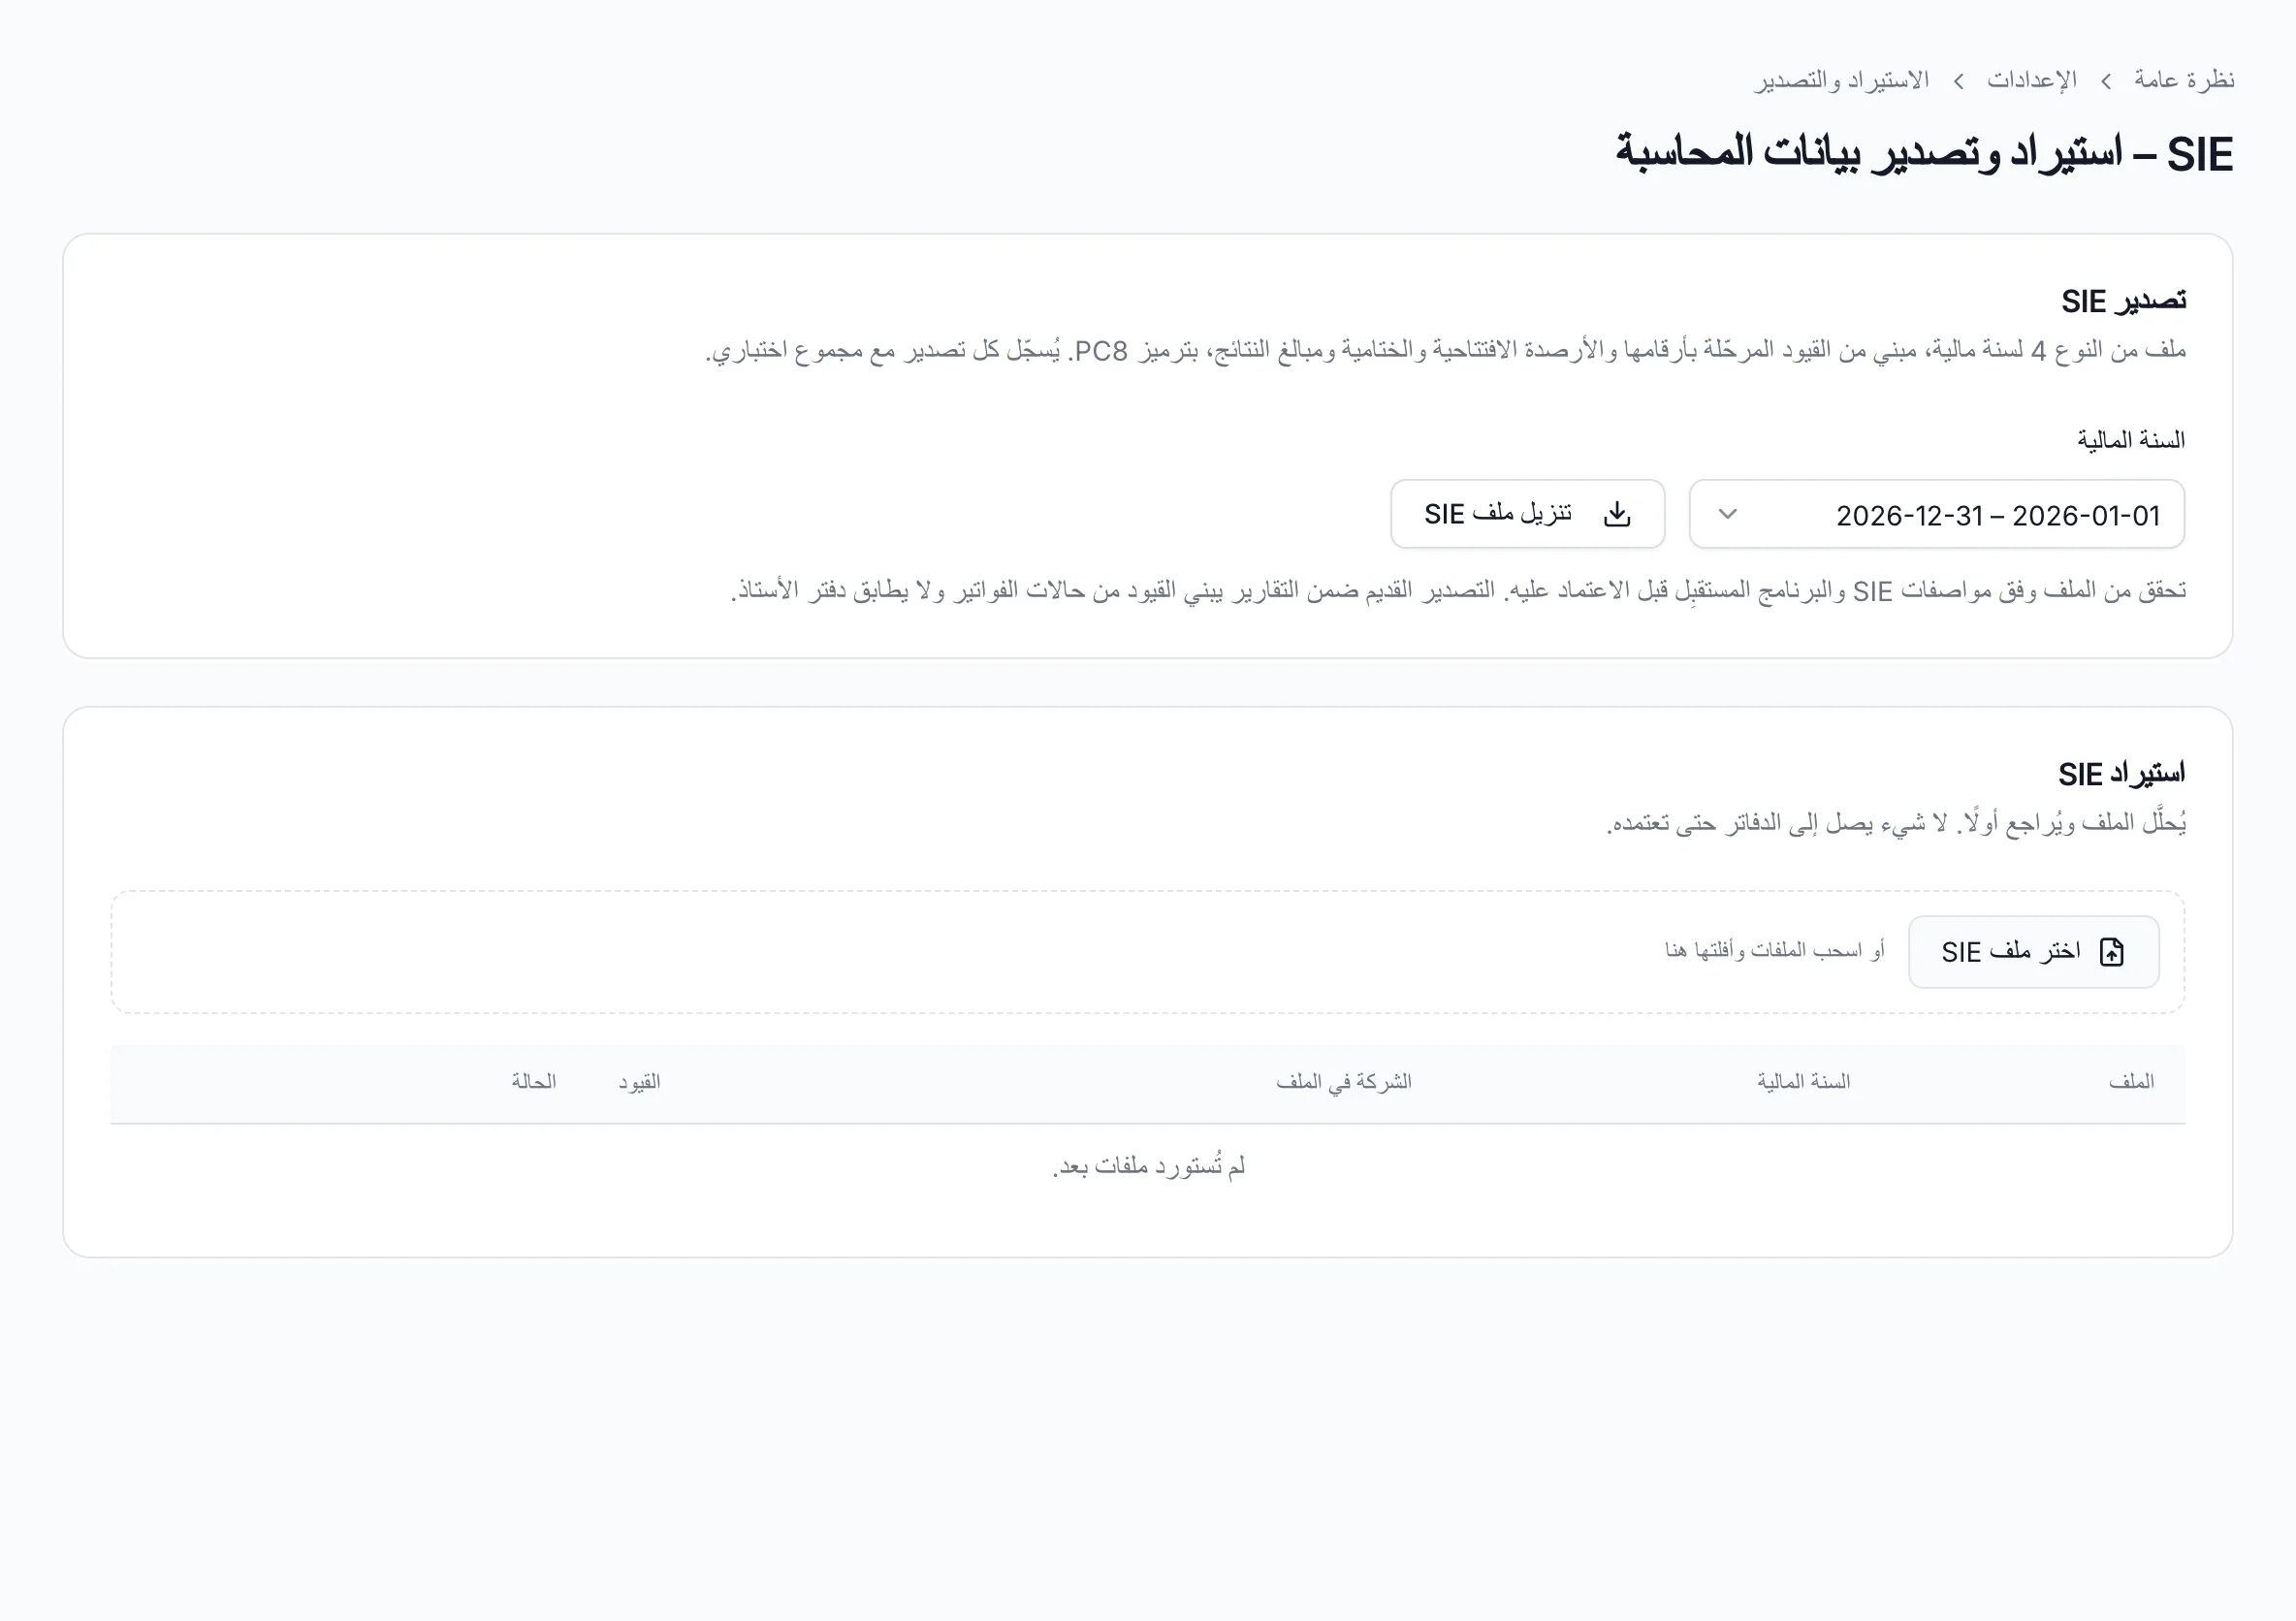 نظرة عامة
الإعدادات
الاستيراد والتصدير
SIE – استيراد وتصدير بيانات المحاسبة
تصدير SIE
ملف من النوع 4 لسنة مالية، مبني من القيود المرحّلة بأرقامها والأرصدة الافتتاحية والختامية ومبالغ النتائج، بترميز PC8. يُسجّل كل تصدير مع مجموع اختباري.
السنة المالية
2026-01-01 – 2026-12-31
تنزيل ملف SIE
تحقق من الملف وفق مواصفات SIE والبرنامج المستقبِل قبل الاعتماد عليه. التصدير القديم ضمن التقارير يبني القيود من حالات الفواتير ولا يطابق دفتر الأستاذ.
استيراد SIE
يُحلَّل الملف ويُراجع أولًا. لا شيء يصل إلى الدفاتر حتى تعتمده.
اختر ملف SIE
أو اسحب الملفات وأفلتها هنا
الملف
السنة المالية
الشركة في الملف
القيود
الحالة
لم تُستورد ملفات بعد.